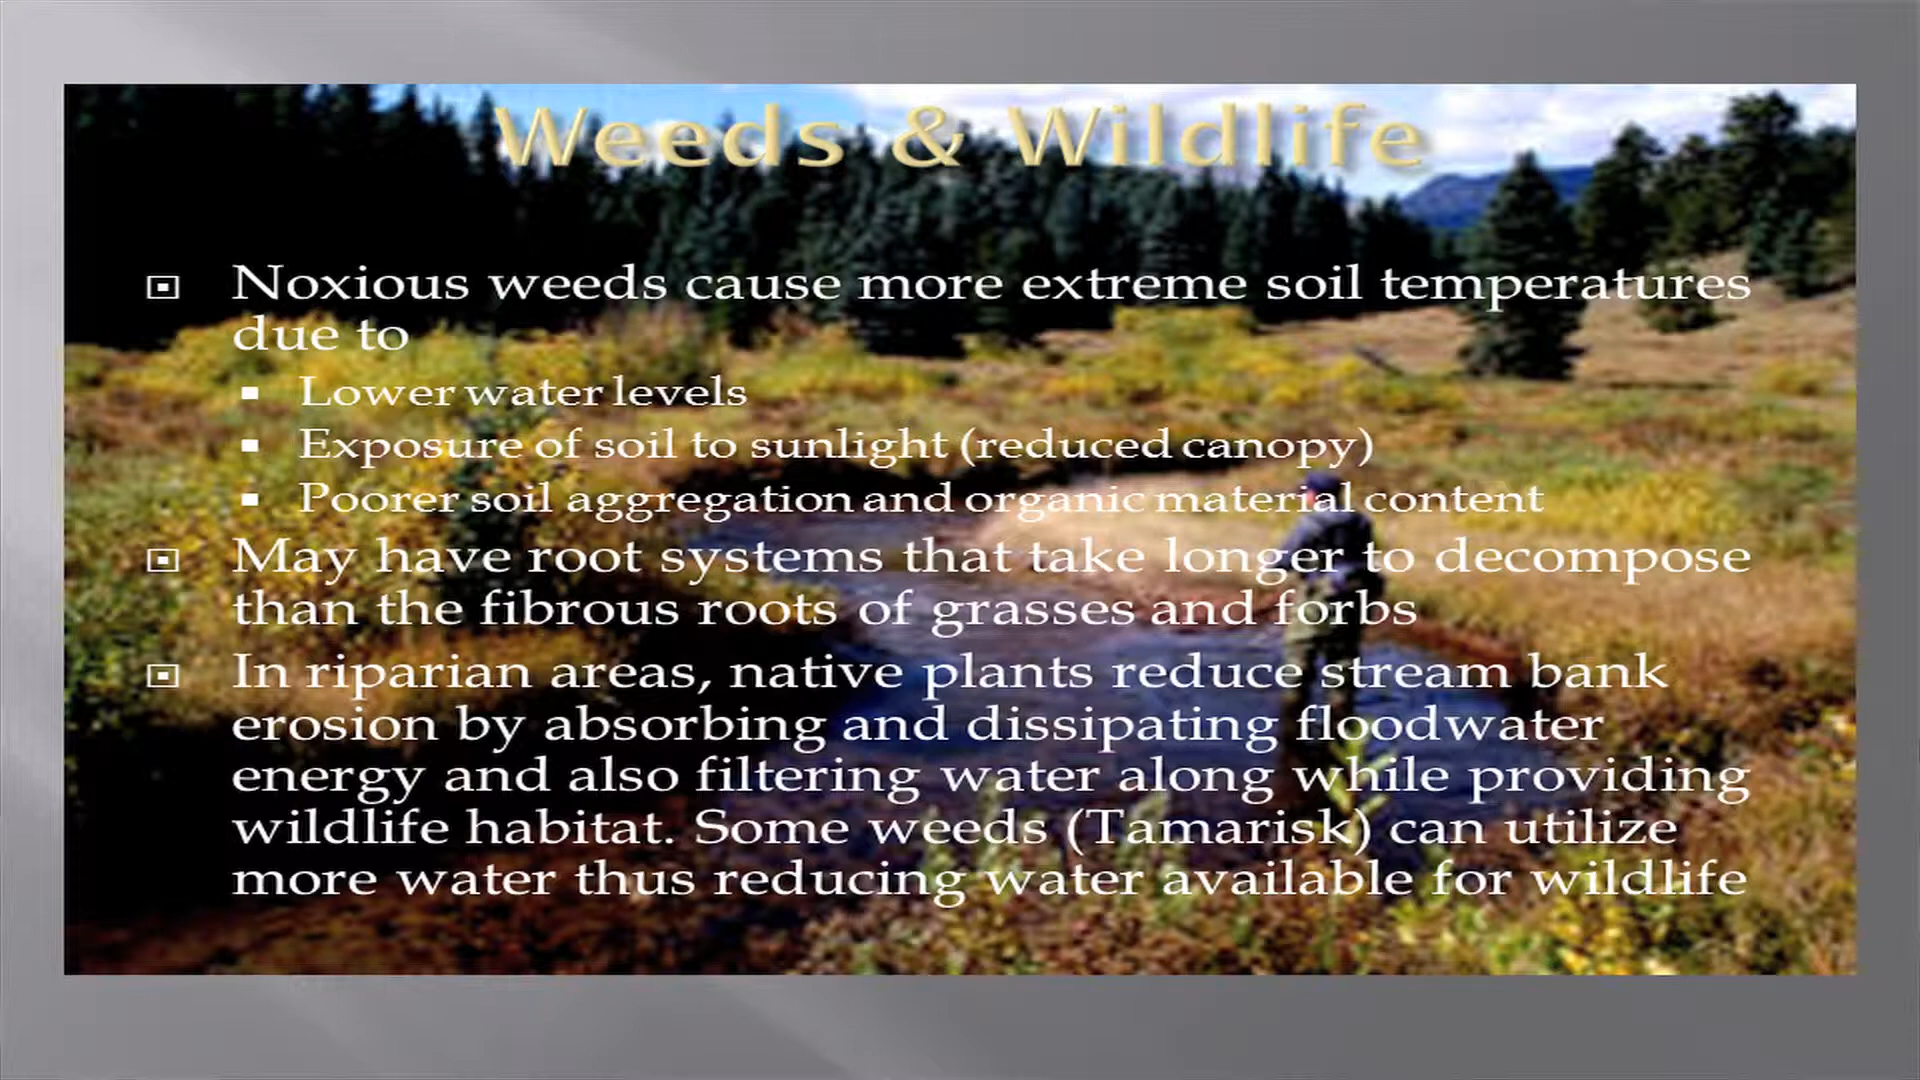 Weeds & Wildlife
Noxious weeds cause more extreme soil temperatures
due to
Lower water levels
Exposure of soil to sunlight (reduced canopy)
Poorer soil aggregation and organic material content
May have root systems that take longer to decompose
than the fibrous roots of grasses and forbs
In riparian areas, native plants reduce stream bank
erosion by absorbing and dissipating floodwater
energy and also filtering water along while providing
wildlife habitat. Some weeds (Tamarisk) can utilize
more water thus reducing water available for wildlife